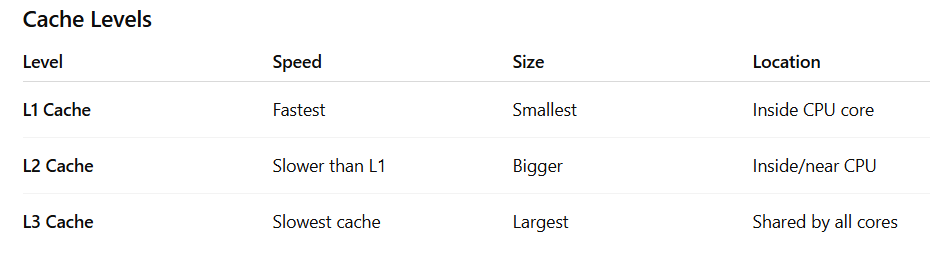 Cache Levels
Level Speed Size Location
L1 Cache Fastest Smallest Inside CPU core
L2 Cache Slower than L1 Bigger Inside/near CPU
L3 Cache Slowest cache Largest Shared by all cores